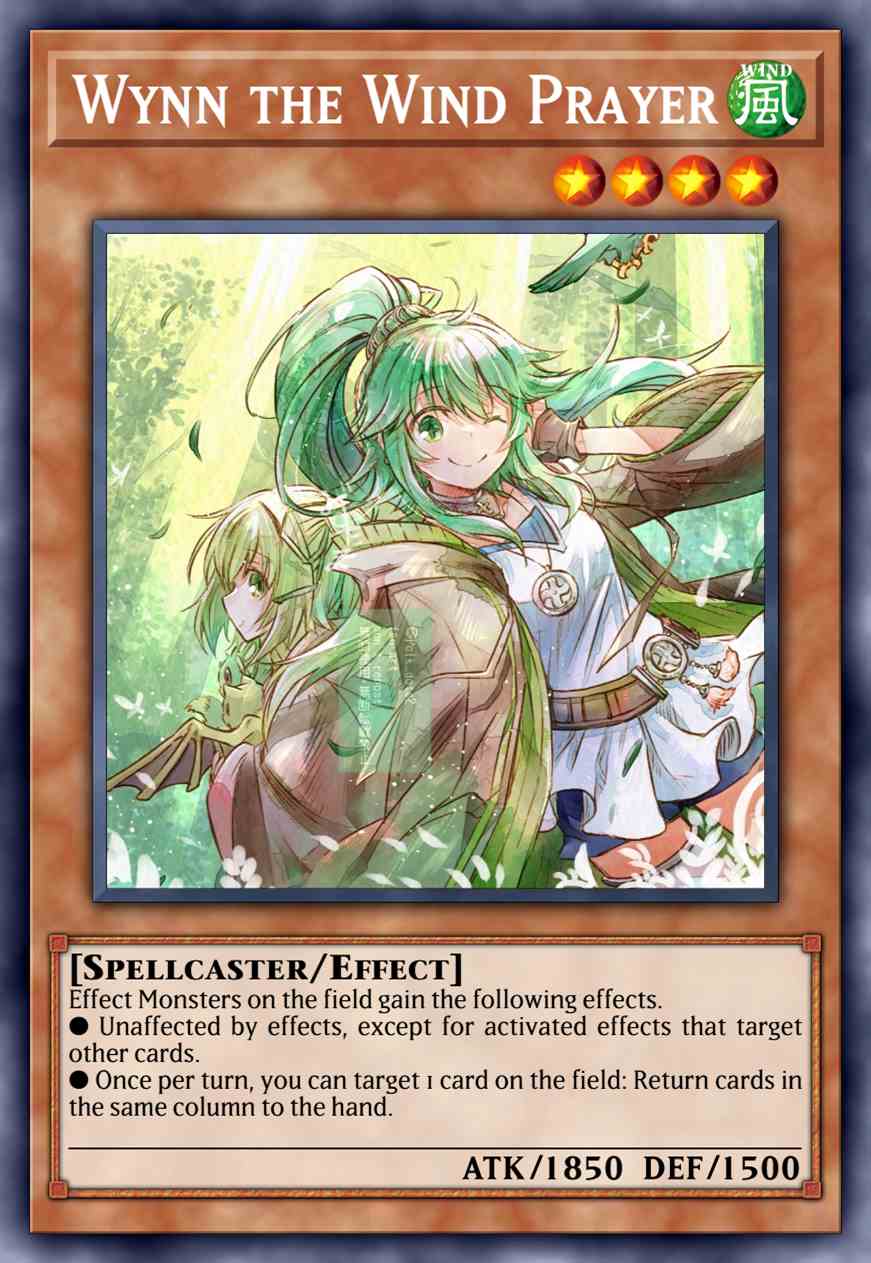 Wynn the Wind Prayer
WIND
風
[Spellcaster/Effect]
Effect Monsters on the field gain the following effects.
● Unaffected by effects, except for activated effects that target
other cards.
● Once per turn, you can target 1 card on the field: Return cards in
the same column to the hand.
ATK/1850 DEF/1500